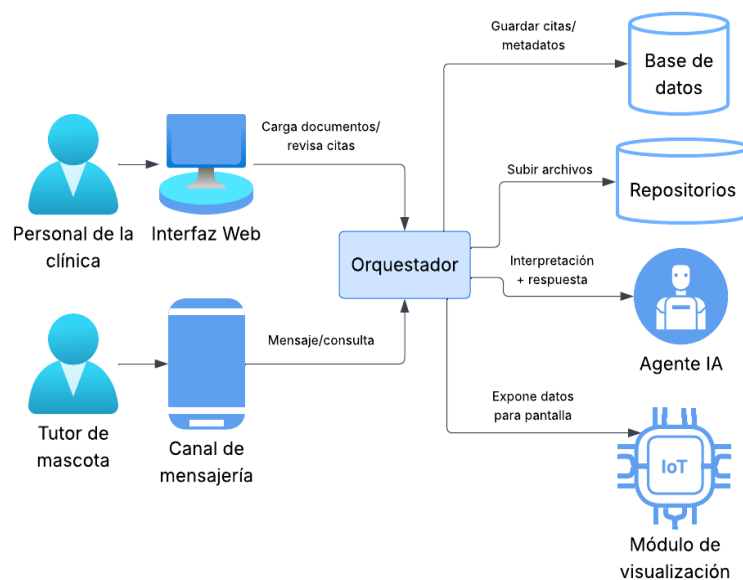 Guardar citas/
metadatos
Base de
datos
Carga documentos/
revisa citas
Subir archivos
Repositorios
Personal de la
clínica
Interfaz Web
Orquestador
Interpretación
+ respuesta
Agente IA
Mensaje/consulta
Tutor de
mascota
Canal de
mensajería
Expone datos
para pantalla
IoT
Módulo de
visualización